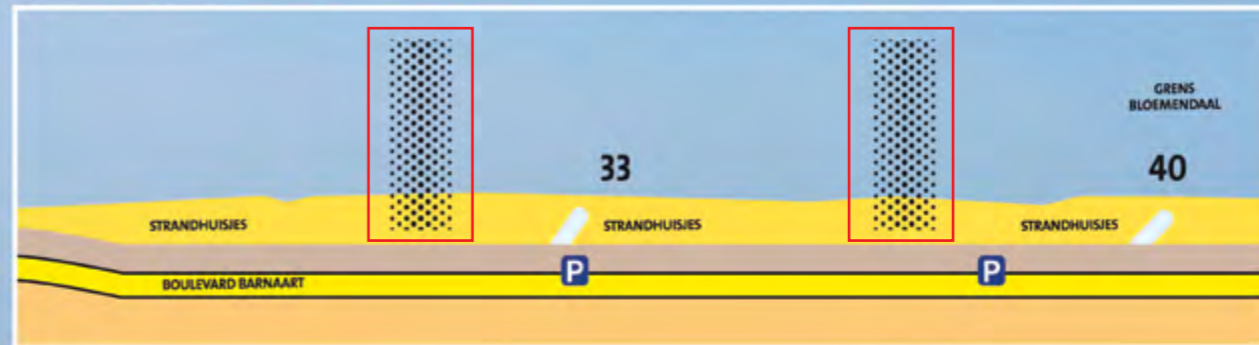 GRENS
BLOEMENDAAL
33
40
STRANDHUISJES
STRANDHUISJES
STRANDHUISJES
P
P
BOULEVARD BARNAART